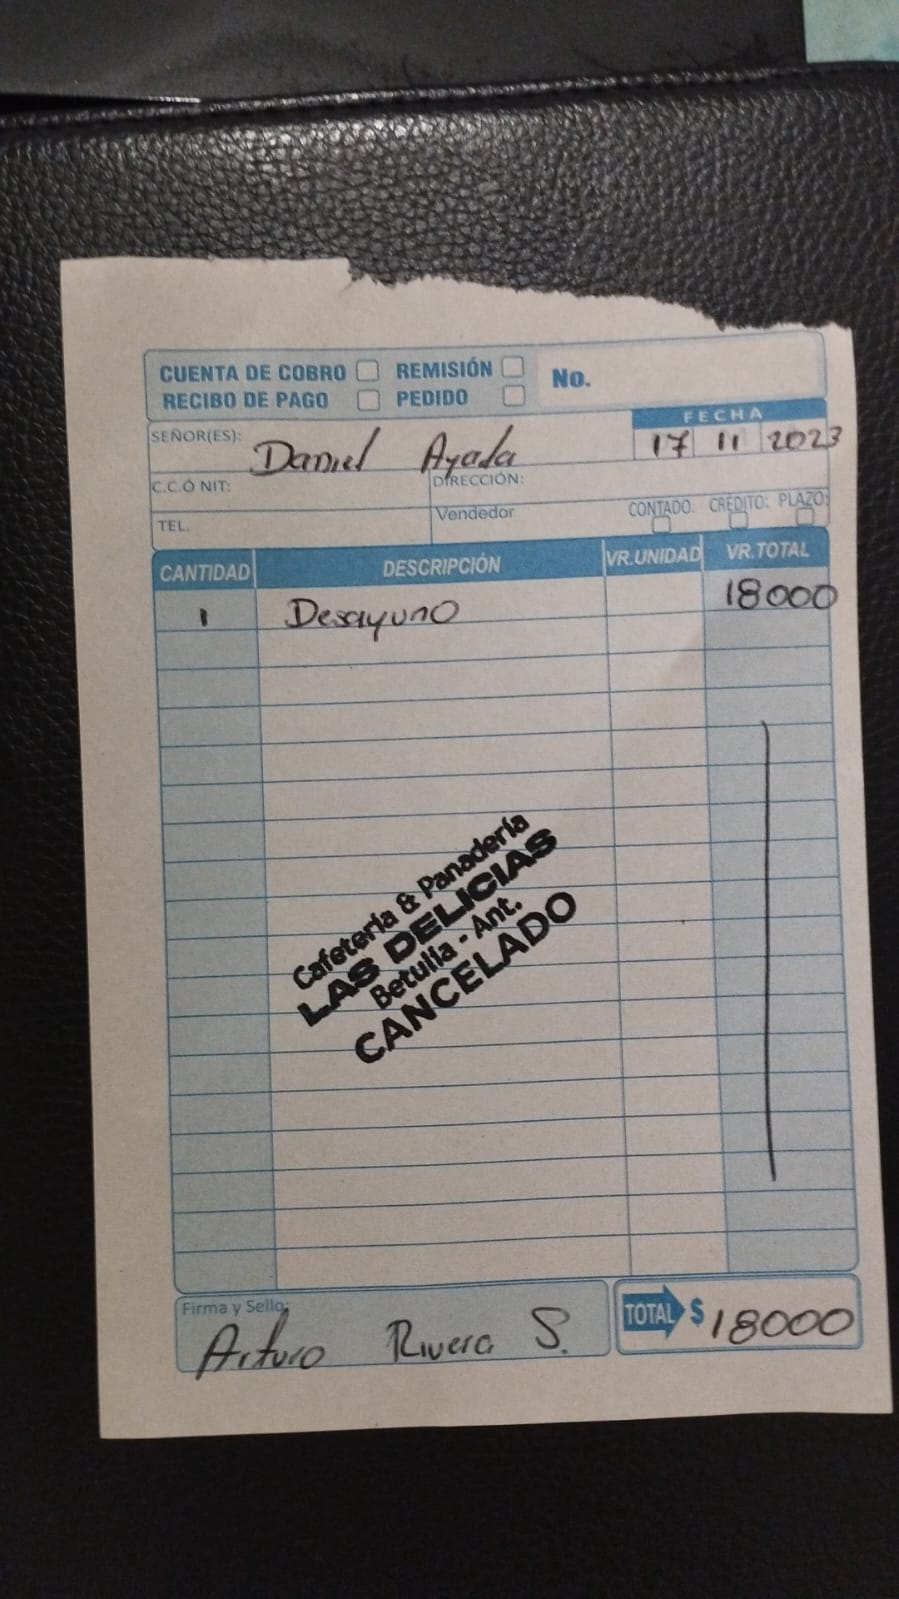 CUENTA DE COBRO REMISIÓN No.
RECIBO DE PAGO PEDIDO
FECHA
SEÑOR(ES): Daniel Ayala 17 11 2023
C.C.Ó NIT: DIRECCIÓN:
TEL. Vendedor CONTADO: CRÉDITO: PLAZO:
CANTIDAD DESCRIPCIÓN VR.UNIDAD VR.TOTAL
1 Desayuno 18000
Cafetería & Panadería
LAS DELICIAS
Betulia - Ant.
CANCELADO
Firma y Sello: TOTAL $ 18000
Arturo Rivera S.